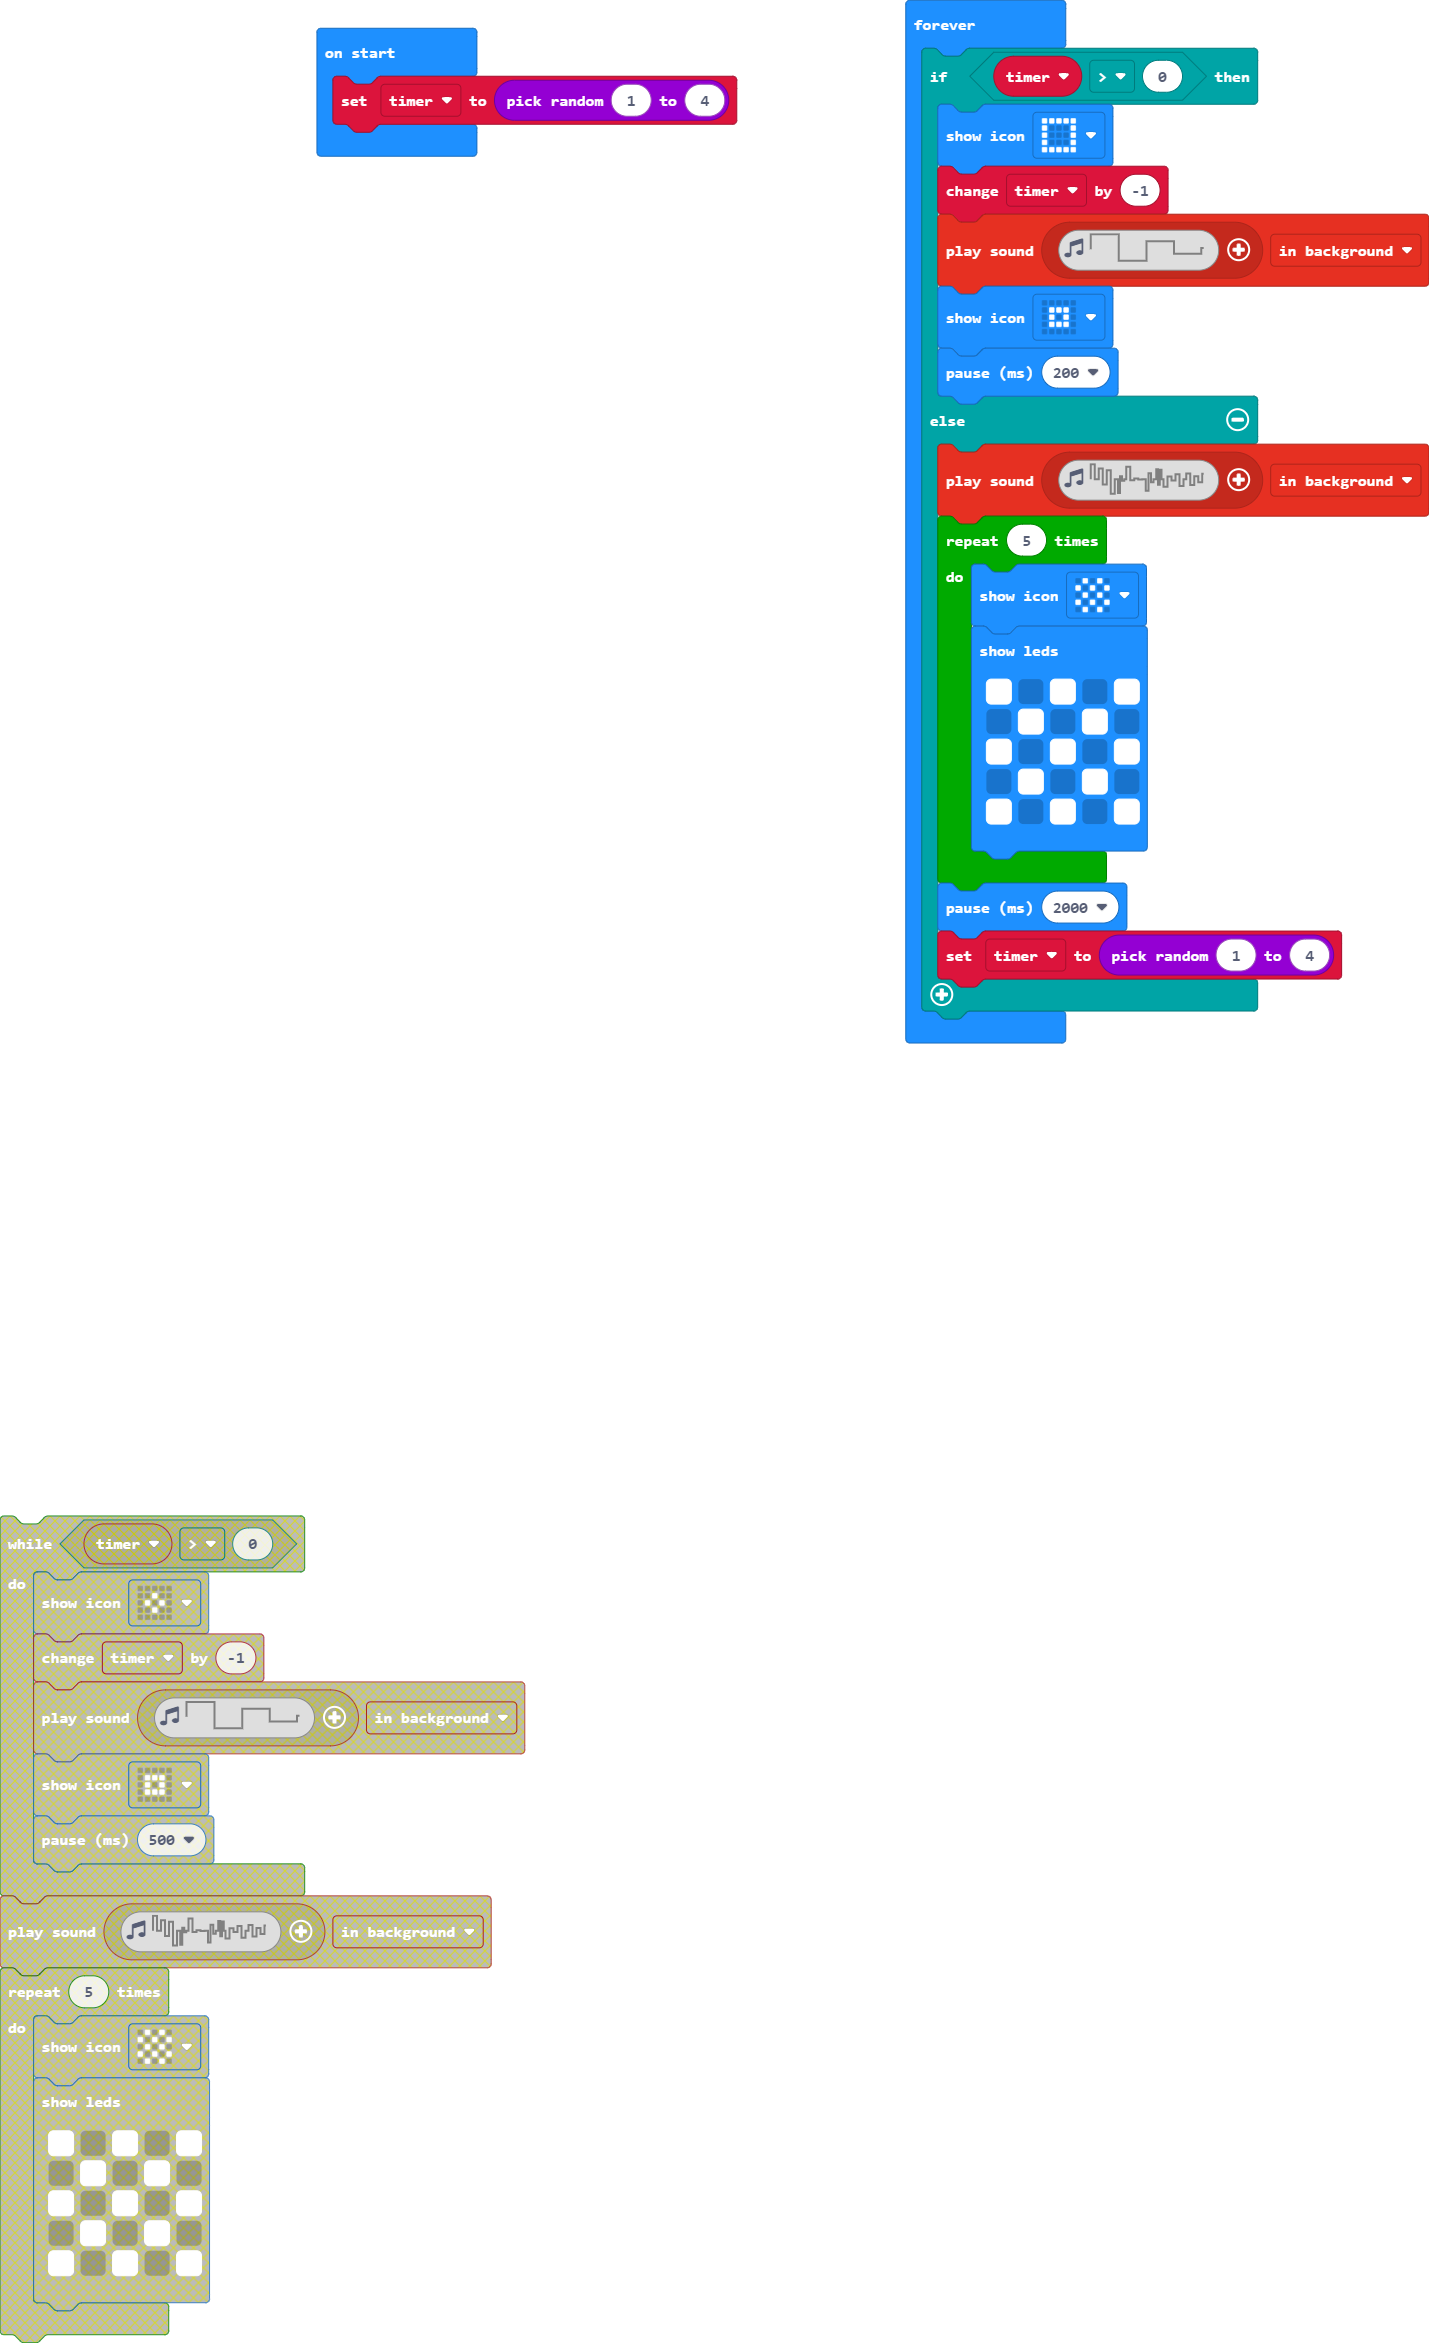 on start
set timer to pick random 1 to 4
forever
if timer > 0 then
show icon
change timer by -1
play sound in background
show icon
pause (ms) 200
else
play sound in background
repeat 5 times
do
show icon
show leds
pause (ms) 2000
set timer to pick random 1 to 4
while timer > 0
do
show icon
change timer by -1
play sound in background
show icon
pause (ms) 500
play sound in background
repeat 5 times
do
show icon
show leds